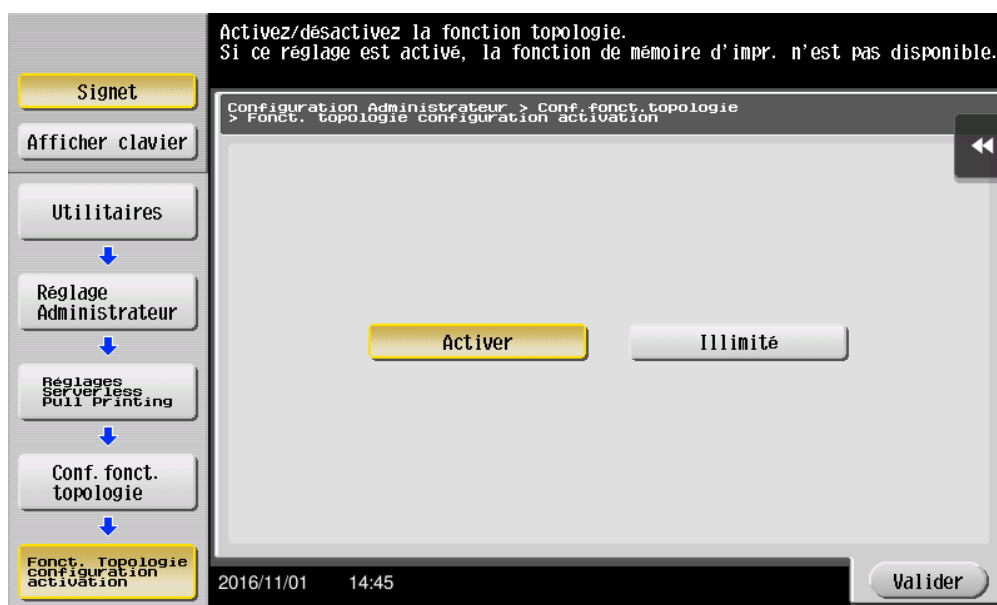 Activez/désactivez la fonction topologie.
Si ce réglage est activé, la fonction de mémoire d'impr. n'est pas disponible.
Signet
Afficher clavier
Configuration Administrateur > Conf.fonct.topologie
> Fonct. topologie configuration activation
Utilitaires
Réglage
Administrateur
Réglages
Serverless
Pull Printing
Conf.fonct.
topologie
Fonct. Topologie
configuration
activation
Activer
Illimité
2016/11/01 14:45
Valider